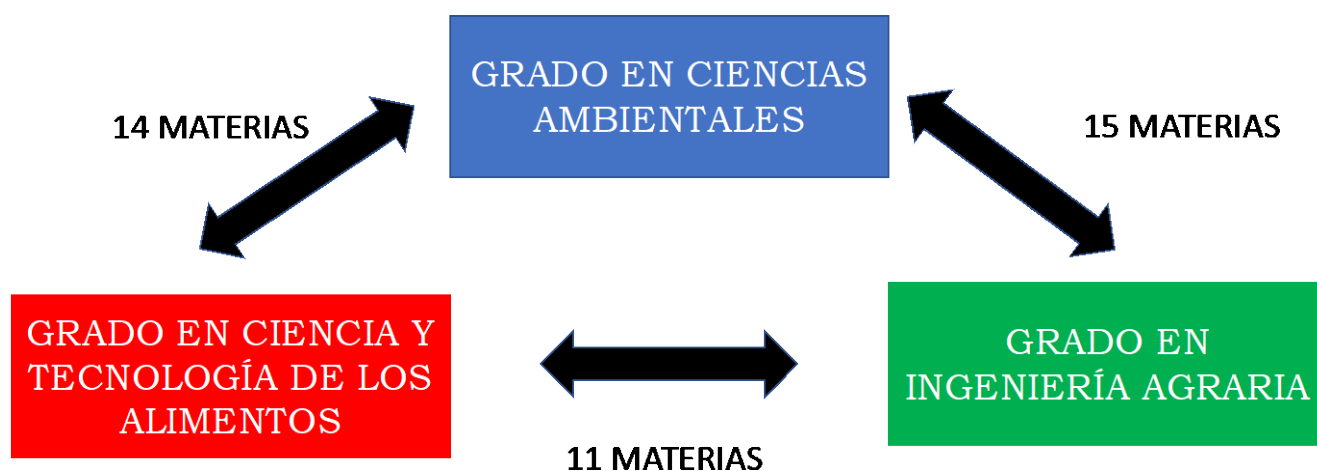 GRADO EN CIENCIAS
AMBIENTALES
14 MATERIAS
15 MATERIAS
GRADO EN CIENCIA Y
TECNOLOGÍA DE LOS
ALIMENTOS
GRADO EN
INGENIERÍA AGRARIA
11 MATERIAS